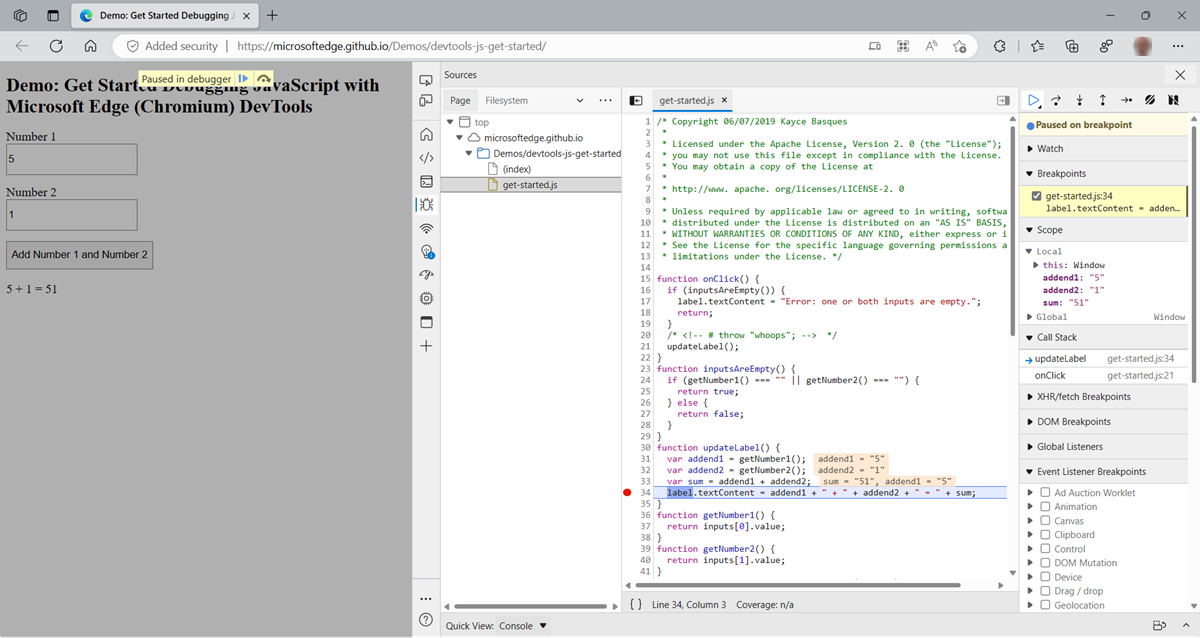 Demo: Get Started Debugging J
Added security
https://microsoftedge.github.io/Demos/devtools-js-get-started/
Paused in debugger
Demo: Get Started Debugging JavaScript with
Microsoft Edge (Chromium) DevTools
Number 1
5
Number 2
1
Add Number 1 and Number 2
5 + 1 = 51
Sources
Page
Filesystem
top
microsoftedge.github.io
Demos/devtools-js-get-started
(index)
get-started.js
get-started.js
1 /* Copyright 06/07/2019 Kayce Basques
2 *
3 * Licensed under the Apache License, Version 2. 0 (the "License");
4 * you may not use this file except in compliance with the License.
5 * You may obtain a copy of the License at
6 *
7 * http://www. apache. org/licenses/LICENSE-2. 0
8 *
9 * Unless required by applicable law or agreed to in writing, softwa
10 * distributed under the License is distributed on an "AS IS" BASIS,
11 * WITHOUT WARRANTIES OR CONDITIONS OF ANY KIND, either express or i
12 * See the License for the specific language governing permissions a
13 * limitations under the License. */
14
15 function onClick() {
16 if (inputsAreEmpty()) {
17 label.textContent = "Error: one or both inputs are empty.";
18 return;
19 }
20 /* <!-- # throw "whoops"; --> */
21 updateLabel();
22 }
23 function inputsAreEmpty() {
24 if (getNumber1() === "" || getNumber2() === "") {
25 return true;
26 } else {
27 return false;
28 }
29 }
30 function updateLabel() {
31 var addend1 = getNumber1(); addend1 = "5"
32 var addend2 = getNumber2(); addend2 = "1"
33 var sum = addend1 + addend2; sum = "51", addend1 = "5"
34 label.textContent = addend1 + " + " + addend2 + " = " + sum;
35 }
36 function getNumber1() {
37 return inputs[0].value;
38 }
39 function getNumber2() {
40 return inputs[1].value;
41 }
{ } Line 34, Column 3 Coverage: n/a
Quick View: Console
Paused on breakpoint
Watch
Breakpoints
get-started.js:34
label.textContent = adden…
Scope
Local
this: Window
addend1: "5"
addend2: "1"
sum: "51"
Global Window
Call Stack
updateLabel get-started.js:34
onClick get-started.js:21
XHR/fetch Breakpoints
DOM Breakpoints
Global Listeners
Event Listener Breakpoints
Ad Auction Worklet
Animation
Canvas
Clipboard
Control
DOM Mutation
Device
Drag / drop
Geolocation